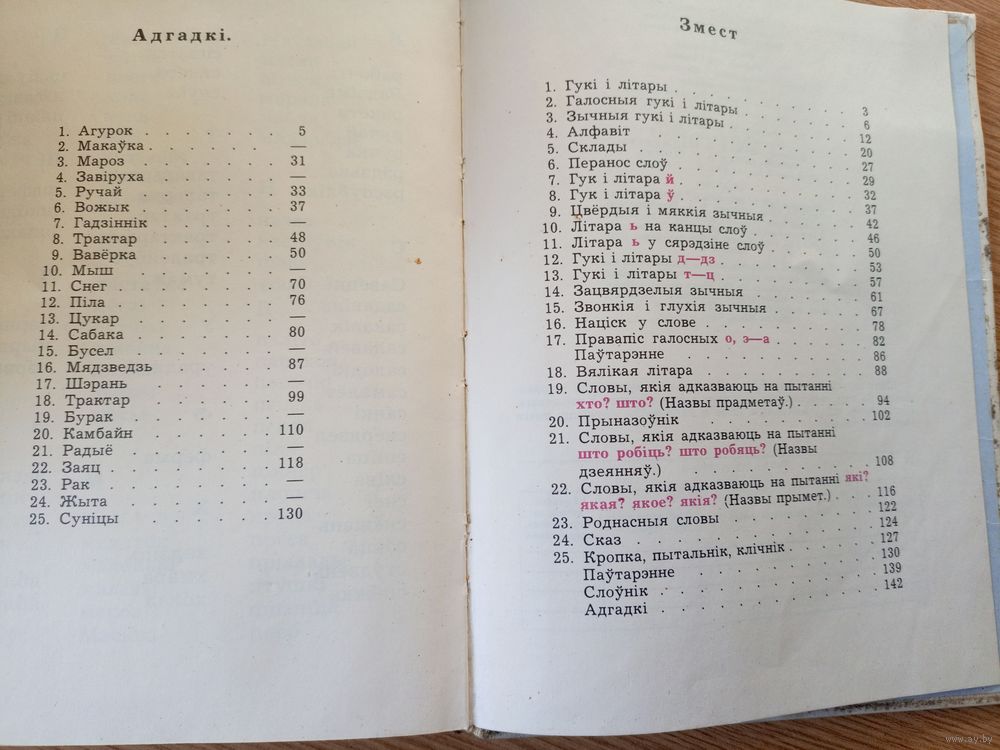 Адгадкі.
1. Агурок . . . . . . . 5
2. Макаўка . . . . . . . —
3. Мароз . . . . . . . 31
4. Завіруха . . . . . . —
5. Ручай . . . . . . . 33
6. Вожык . . . . . . . 37
7. Гадзіннік . . . . . . —
8. Трактар . . . . . . 48
9. Вавёрка . . . . . . 50
10. Мыш . . . . . . . —
11. Снег . . . . . . . 70
12. Піла . . . . . . . 76
13. Цукар . . . . . . . —
14. Сабака . . . . . . 80
15. Бусел . . . . . . . —
16. Мядзведзь . . . . . 87
17. Шэрань . . . . . . —
18. Трактар . . . . . . 99
19. Бурак . . . . . . . —
20. Камбайн . . . . . . 110
21. Радыё . . . . . . . —
22. Заяц . . . . . . . 118
23. Рак . . . . . . . —
24. Жыта . . . . . . . —
25. Суніцы . . . . . . 130
Змест
1. Гукі і літары . . . . . . . 3
2. Галосныя гукі і літары . . . . . 6
3. Зычныя гукі і літары . . . . . 12
4. Алфавіт . . . . . . . . 20
5. Склады . . . . . . . . 27
6. Перанос слоў . . . . . . . 29
7. Гук і літара й . . . . . . . 32
8. Гук і літара ў . . . . . . . 37
9. Цвёрдыя і мяккія зычныя . . . . 42
10. Літара ь на канцы слоў . . . . 46
11. Літара ь у сярэдзіне слоў . . . . 50
12. Гукі і літары д—дз . . . . . 53
13. Гукі і літары т—ц . . . . . 57
14. Зацвярдзелыя зычныя . . . . . 61
15. Звонкія і глухія зычныя . . . . 67
16. Націск у слове . . . . . . 78
17. Правапіс галосных о, э—а . . . . 82
Паўтарэнне . . . . . . . 86
18. Вялікая літара . . . . . . 88
19. Словы, якія адказваюць на пытанні
хто? што? (Назвы прадметаў.) . . . 94
20. Прыназоўнік . . . . . . . 102
21. Словы, якія адказваюць на пытанні
што робіць? што робяць? (Назвы
дзеянняў.) . . . . . . . 108
22. Словы, якія адказваюць на пытанні які?
якая? якое? якія? (Назвы прымет.) . . 116
23. Роднасныя словы . . . . . . 122
24. Сказ . . . . . . . . . 124
25. Кропка, пытальнік, клічнік . . . . 127
Паўтарэнне . . . . . . . 130
Слоўнік . . . . . . . . 139
Адгадкі . . . . . . . . 142
www.ay.by